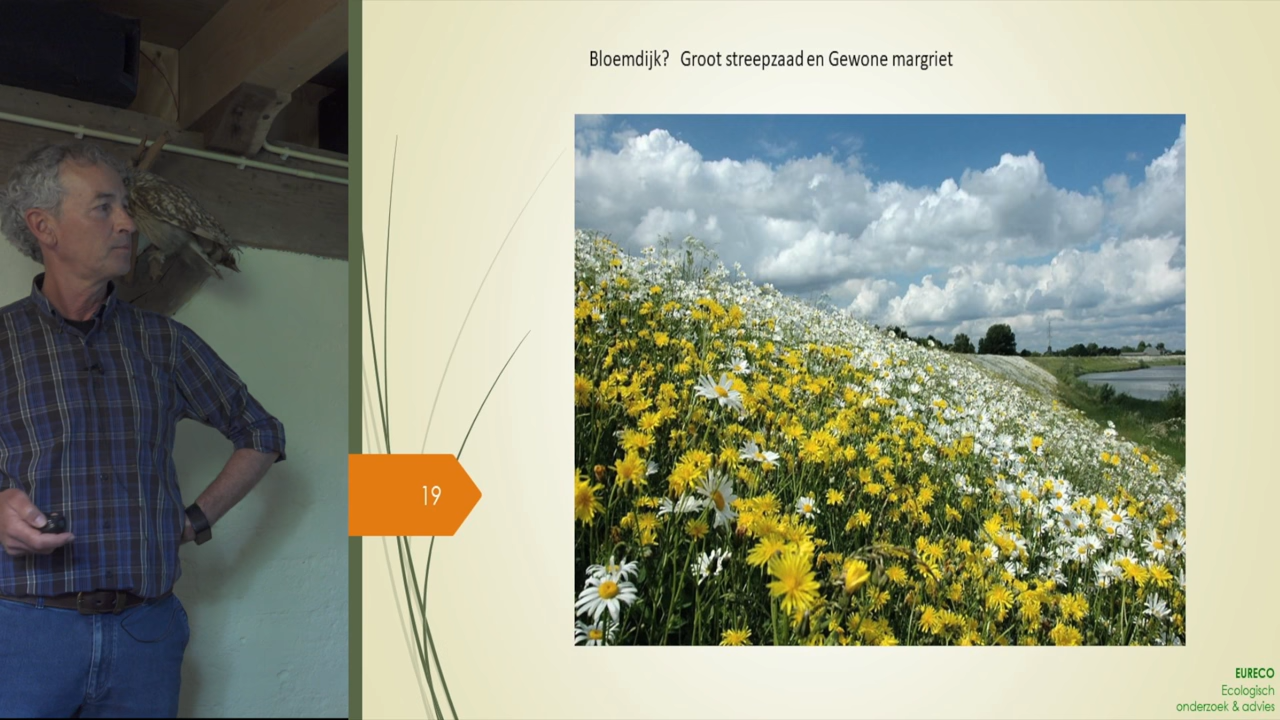 Bloemdijk? Groot streepzaad en Gewone margriet
19
EURECO
Ecologisch
onderzoek & advies